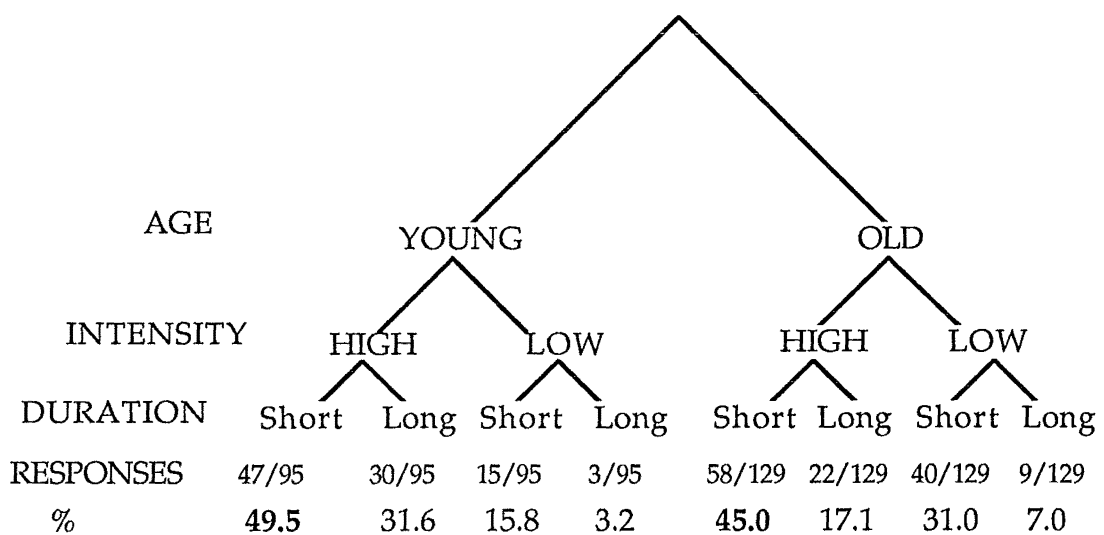 AGE YOUNG OLD
INTENSITY HIGH LOW HIGH LOW
DURATION Short Long Short Long Short Long Short Long
RESPONSES 47/95 30/95 15/95 3/95 58/129 22/129 40/129 9/129
% 49.5 31.6 15.8 3.2 45.0 17.1 31.0 7.0